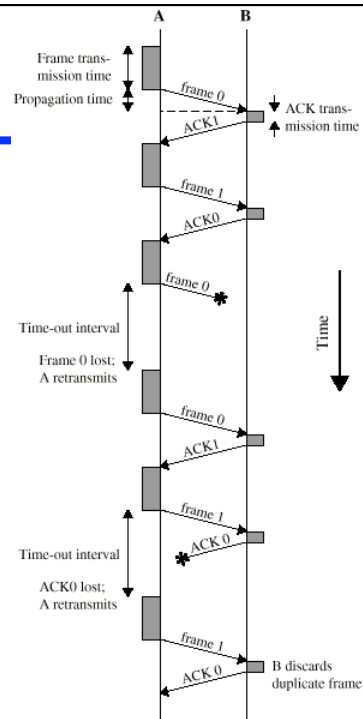 A
B
Frame trans-
mission time
frame 0
Propagation time
ACK trans-
mission time
ACK1
frame 1
ACK0
frame 0
Time
Time-out interval
Frame 0 lost;
A retransmits
frame 0
ACK1
frame 1
ACK 0
Time-out interval
ACK0 lost;
A retransmits
frame 1
ACK 0
B discards
duplicate frame